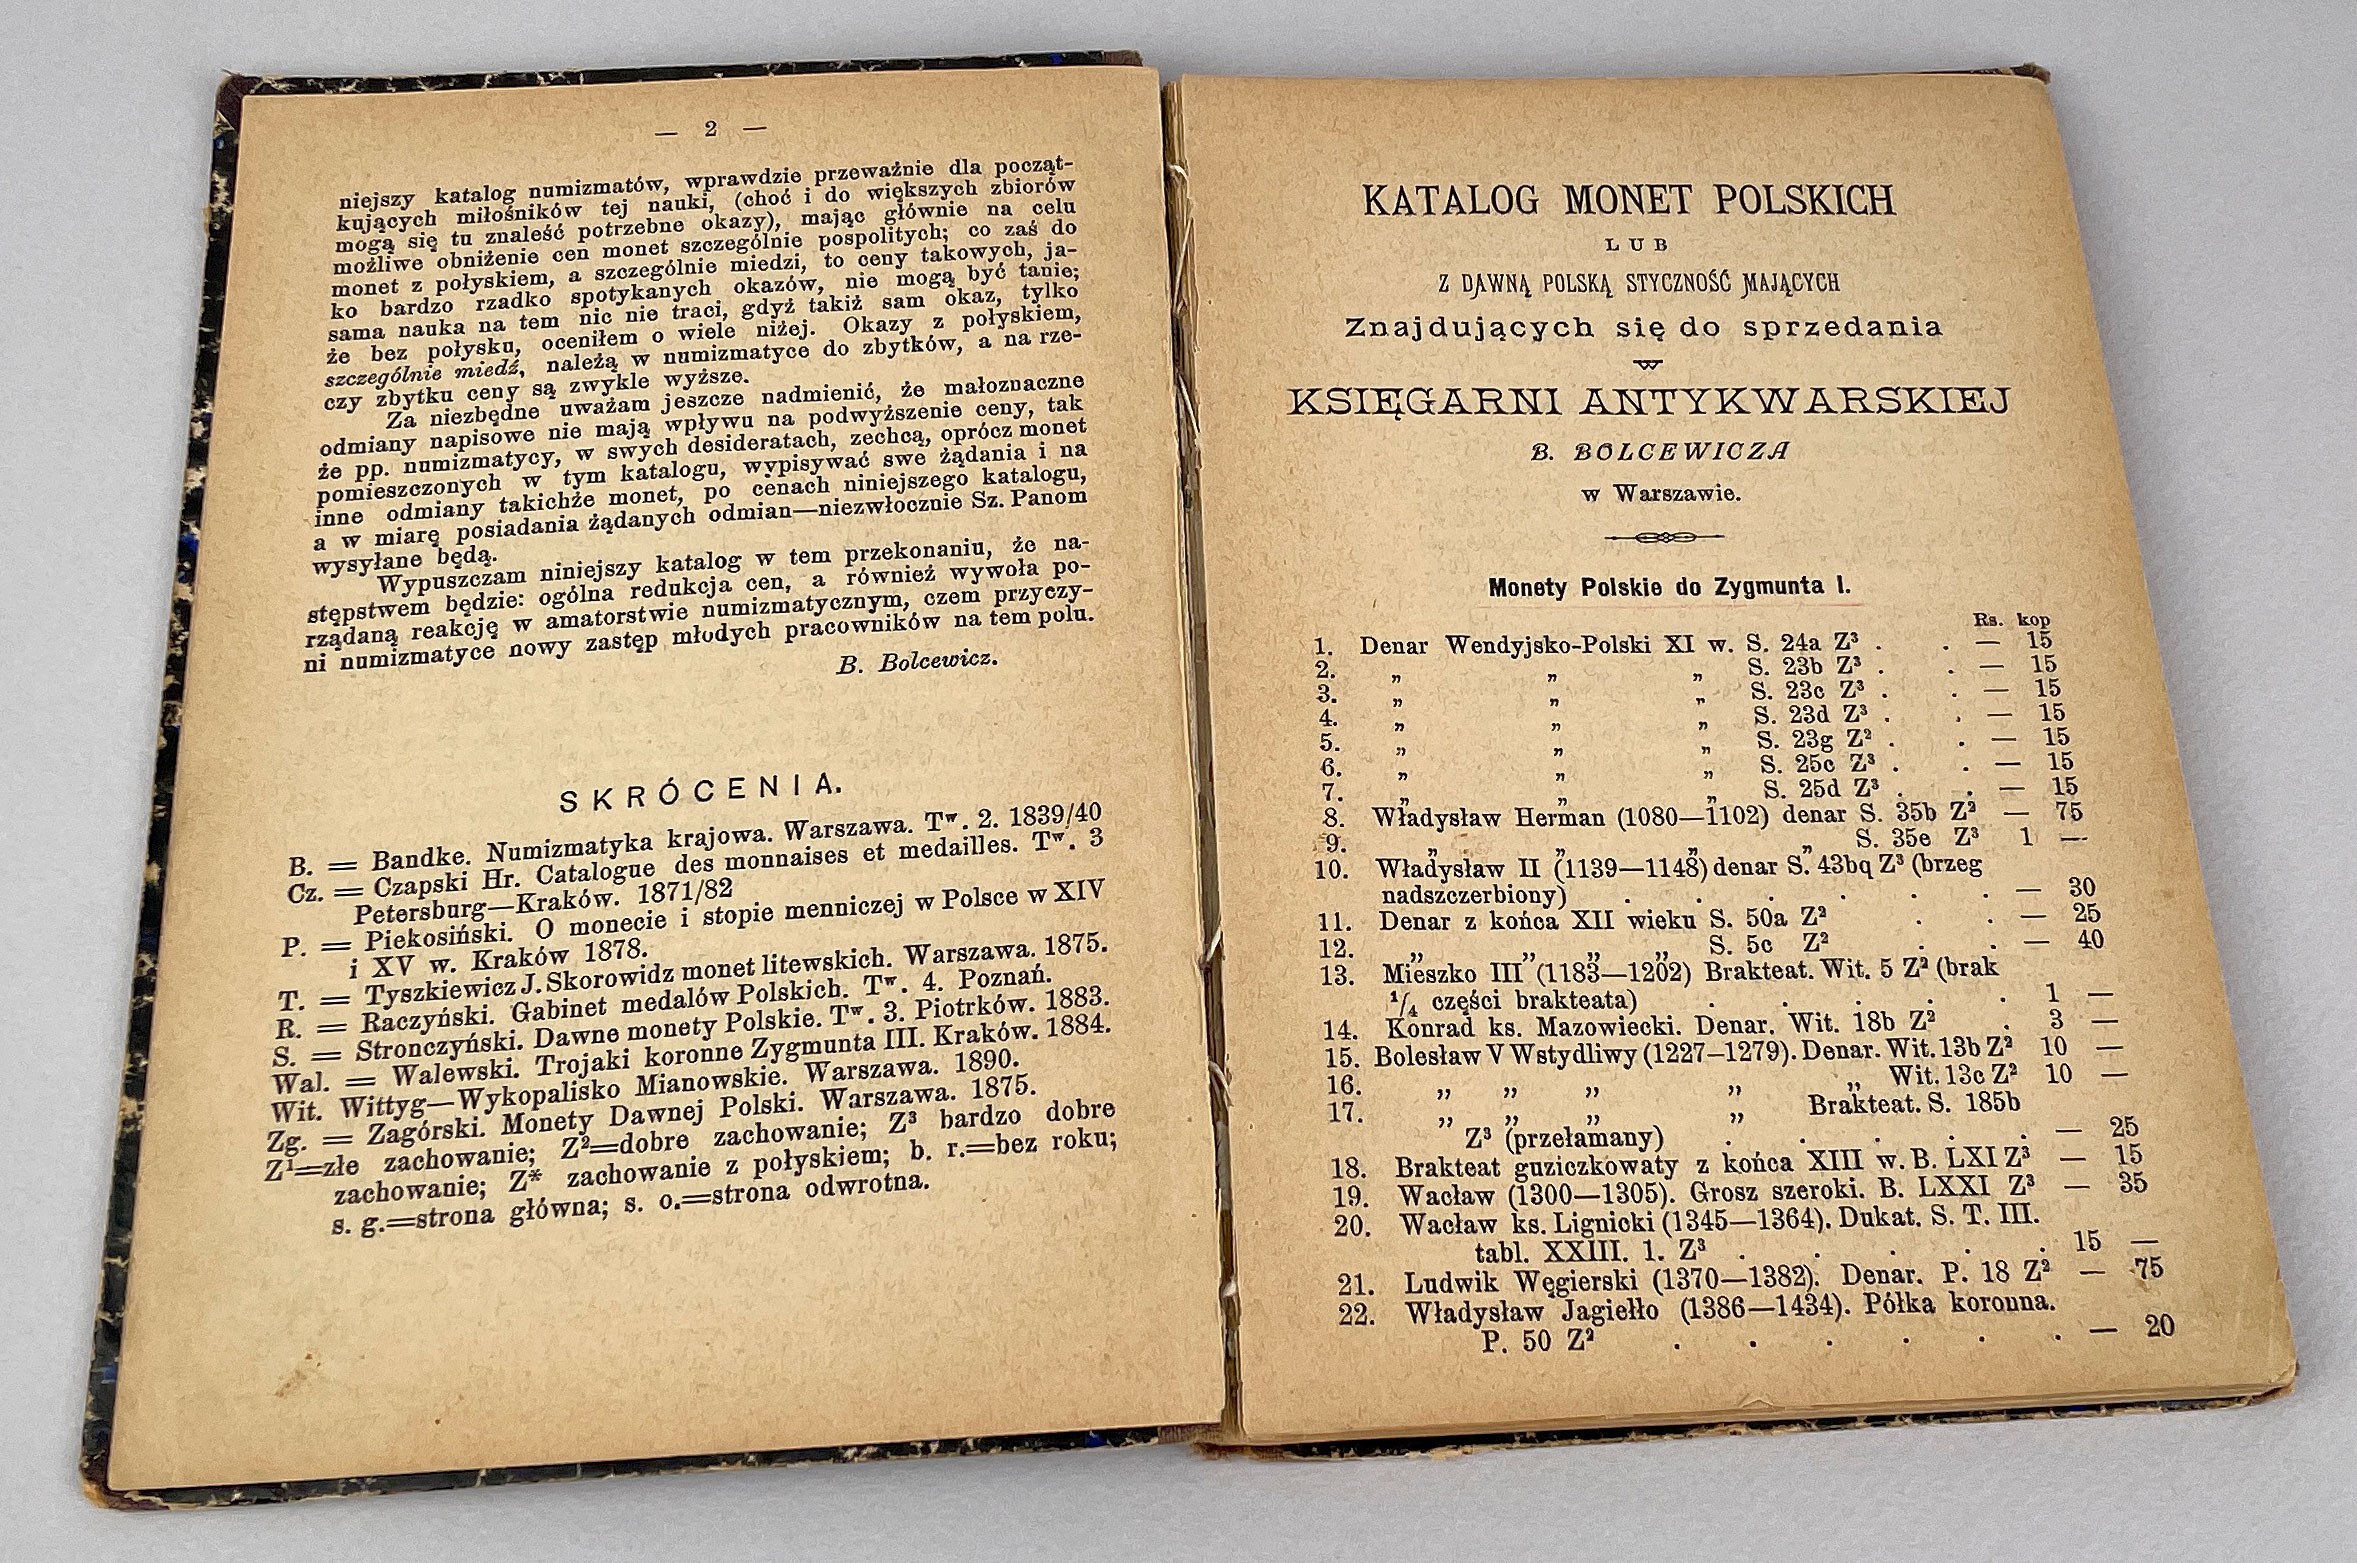 — 2 —
niejszy katalog numizmatów, wprawdzie przeważnie dla począt-
kujących miłośników tej nauki, (choć i do większych zbiorów
mogą się tu znaleść potrzebne okazy), mając głównie na celu
możliwe obniżenie cen monet szczególnie pospolitych; co zaś do
monet z połyskiem, a szczególnie miedzi, to ceny takowych, ja-
ko bardzo rzadko spotykanych okazów, nie mogą być tanie;
sama nauka na tem nic nie traci, gdyż takiż sam okaz, tylko
że bez połysku, oceniłem o wiele niżej. Okazy z połyskiem,
szczególnie miedź, należą w numizmatyce do zbytków, a na rze-
czy zbytku ceny są zwykle wyższe.
Za niezbędne uważam jeszcze nadmienić, że małoznaczne
odmiany napisowe nie mają wpływu na podwyższenie ceny, tak
że pp. numizmatycy, w swych desideratach, zechcą, oprócz monet
pomieszczonych w tym katalogu, wypisywać swe żądania i na
inne odmiany takichże monet, po cenach niniejszego katalogu,
a w miarę posiadania żądanych odmian—niezwłocznie Sz. Panom
wysyłane będą.
Wypuszczam niniejszy katalog w tem przekonaniu, że na-
stępstwem będzie: ogólna redukcja cen, a również wywoła po-
rządaną reakcję w amatorstwie numizmatycznym, czem przyczy-
ni numizmatyce nowy zastęp młodych pracowników na tem polu.
B. Bolcewicz.
SKRÓCENIA.
B. = Bandke. Numizmatyka krajowa. Warszawa. Tʷ. 2. 1839/40
Cz. = Czapski Hr. Catalogue des monnaises et medailles. Tʷ. 3
Petersburg—Kraków. 1871/82
P. = Piekosiński. O monecie i stopie menniczej w Polsce w XIV
i XV w. Kraków 1878.
T. = Tyszkiewicz J. Skorowidz monet litewskich. Warszawa. 1875.
R. = Raczyński. Gabinet medalów Polskich. Tʷ. 4. Poznań.
S. = Stronczyński. Dawne monety Polskie. Tʷ. 3. Piotrków. 1883.
Wal. = Walewski. Trojaki koronne Zygmunta III. Kraków. 1884.
Wit. Wittyg—Wykopalisko Mianowskie. Warszawa. 1890.
Zg. = Zagórski. Monety Dawnej Polski. Warszawa. 1875.
Z¹=złe zachowanie; Z²=dobre zachowanie; Z³ bardzo dobre
zachowanie; Z* zachowanie z połyskiem; b. r.=bez roku;
s. g.=strona główna; s. o.=strona odwrotna.
KATALOG MONET POLSKICH
LUB
Z DAWNĄ POLSKĄ STYCZNOŚĆ MAJĄCYCH
Znajdujących się do sprzedania
W
KSIĘGARNI ANTYKWARSKIEJ
B. BOLCEWICZA
w Warszawie.
Monety Polskie do Zygmunta I.
Rs. kop
1. Denar Wendyjsko-Polski XI w. S. 24a Z³ . . — 15
2. „ „ „ S. 23b Z³ . . — 15
3. „ „ „ S. 23c Z³ . . — 15
4. „ „ „ S. 23d Z³ . . — 15
5. „ „ „ S. 23g Z² . . — 15
6. „ „ „ S. 25c Z³ . . — 15
7. „ „ „ S. 25d Z³ . . — 15
8. Władysław Herman (1080—1102) denar S. 35b Z² — 75
9. „ „ „ „ S. 35e Z³ 1 —
10. Władysław II (1139—1148) denar S. 43bq Z³ (brzeg
nadszczerbiony) . . . . . . — 30
11. Denar z końca XII wieku S. 50a Z² . . — 25
12. „ „ „ „ S. 5c Z² . . — 40
13. Mieszko III (1183—1202) Brakteat. Wit. 5 Z² (brak
¹/₄ części brakteata) . . . . . 1 —
14. Konrad ks. Mazowiecki. Denar. Wit. 18b Z² . 3 —
15. Bolesław V Wstydliwy (1227–1279). Denar. Wit. 13b Z² 10 —
16. „ „ „ „ „ Wit. 13c Z² 10 —
17. „ „ „ „ Brakteat. S. 185b
Z³ (przełamany) . . . . . — 25
18. Brakteat guziczkowaty z końca XIII w. B. LXI Z³ — 15
19. Wacław (1300—1305). Grosz szeroki. B. LXXI Z³ — 35
20. Wacław ks. Lignicki (1345—1364). Dukat. S. T. III.
tabl. XXIII. 1. Z³ . . . . . 15 —
21. Ludwik Węgierski (1370—1382). Denar. P. 18 Z² — 75
22. Władysław Jagiełło (1386—1434). Półka korouna.
P. 50 Z² . . . . . . — 20